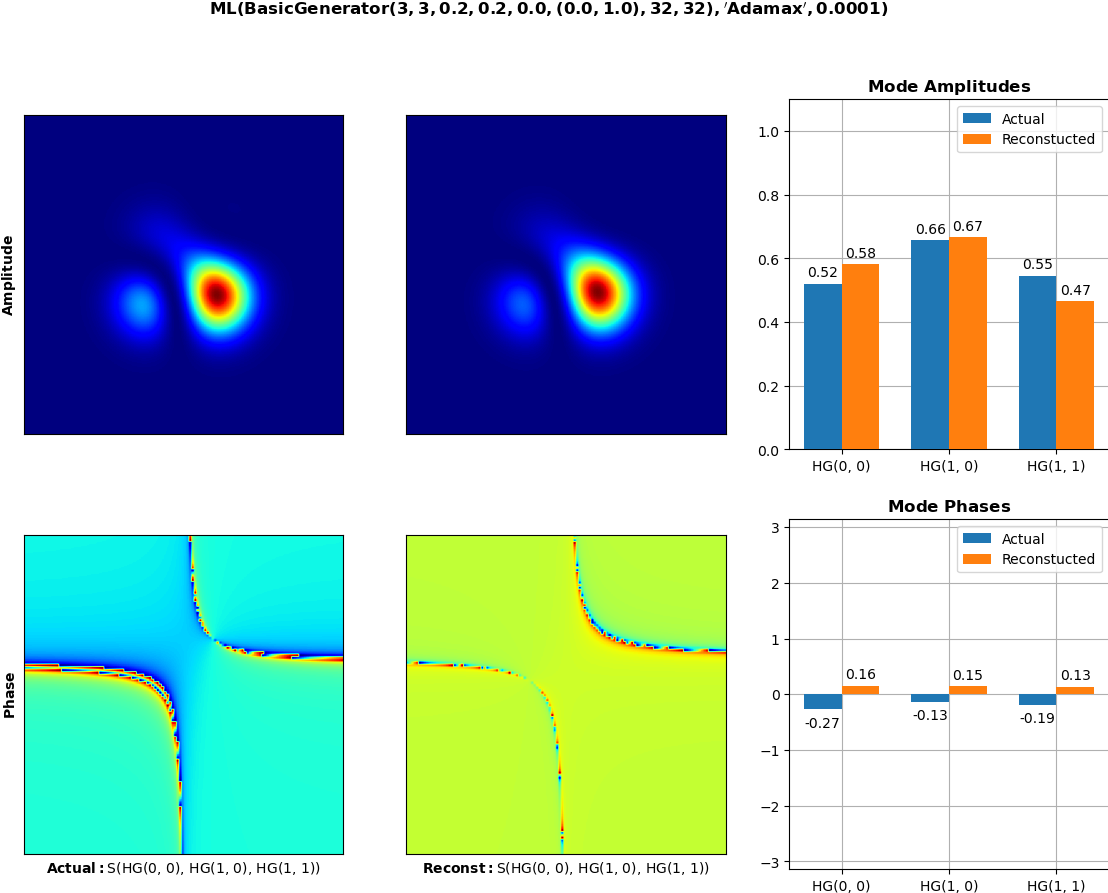 ML(BasicGenerator(3, 3, 0.2, 0.2, 0.0, (0.0, 1.0), 32, 32), ′Adamax′, 0.0001)
Amplitude
Mode Amplitudes
Actual
Reconstucted
1.0
0.8
0.6
0.4
0.2
0.0
0.52
0.58
0.66
0.67
0.55
0.47
HG(0, 0)
HG(1, 0)
HG(1, 1)
Phase
Actual: S(HG(0, 0), HG(1, 0), HG(1, 1))
Reconst: S(HG(0, 0), HG(1, 0), HG(1, 1))
Mode Phases
Actual
Reconstucted
3
2
1
0
−1
−2
−3
-0.27
0.16
-0.13
0.15
-0.19
0.13
HG(0, 0)
HG(1, 0)
HG(1, 1)